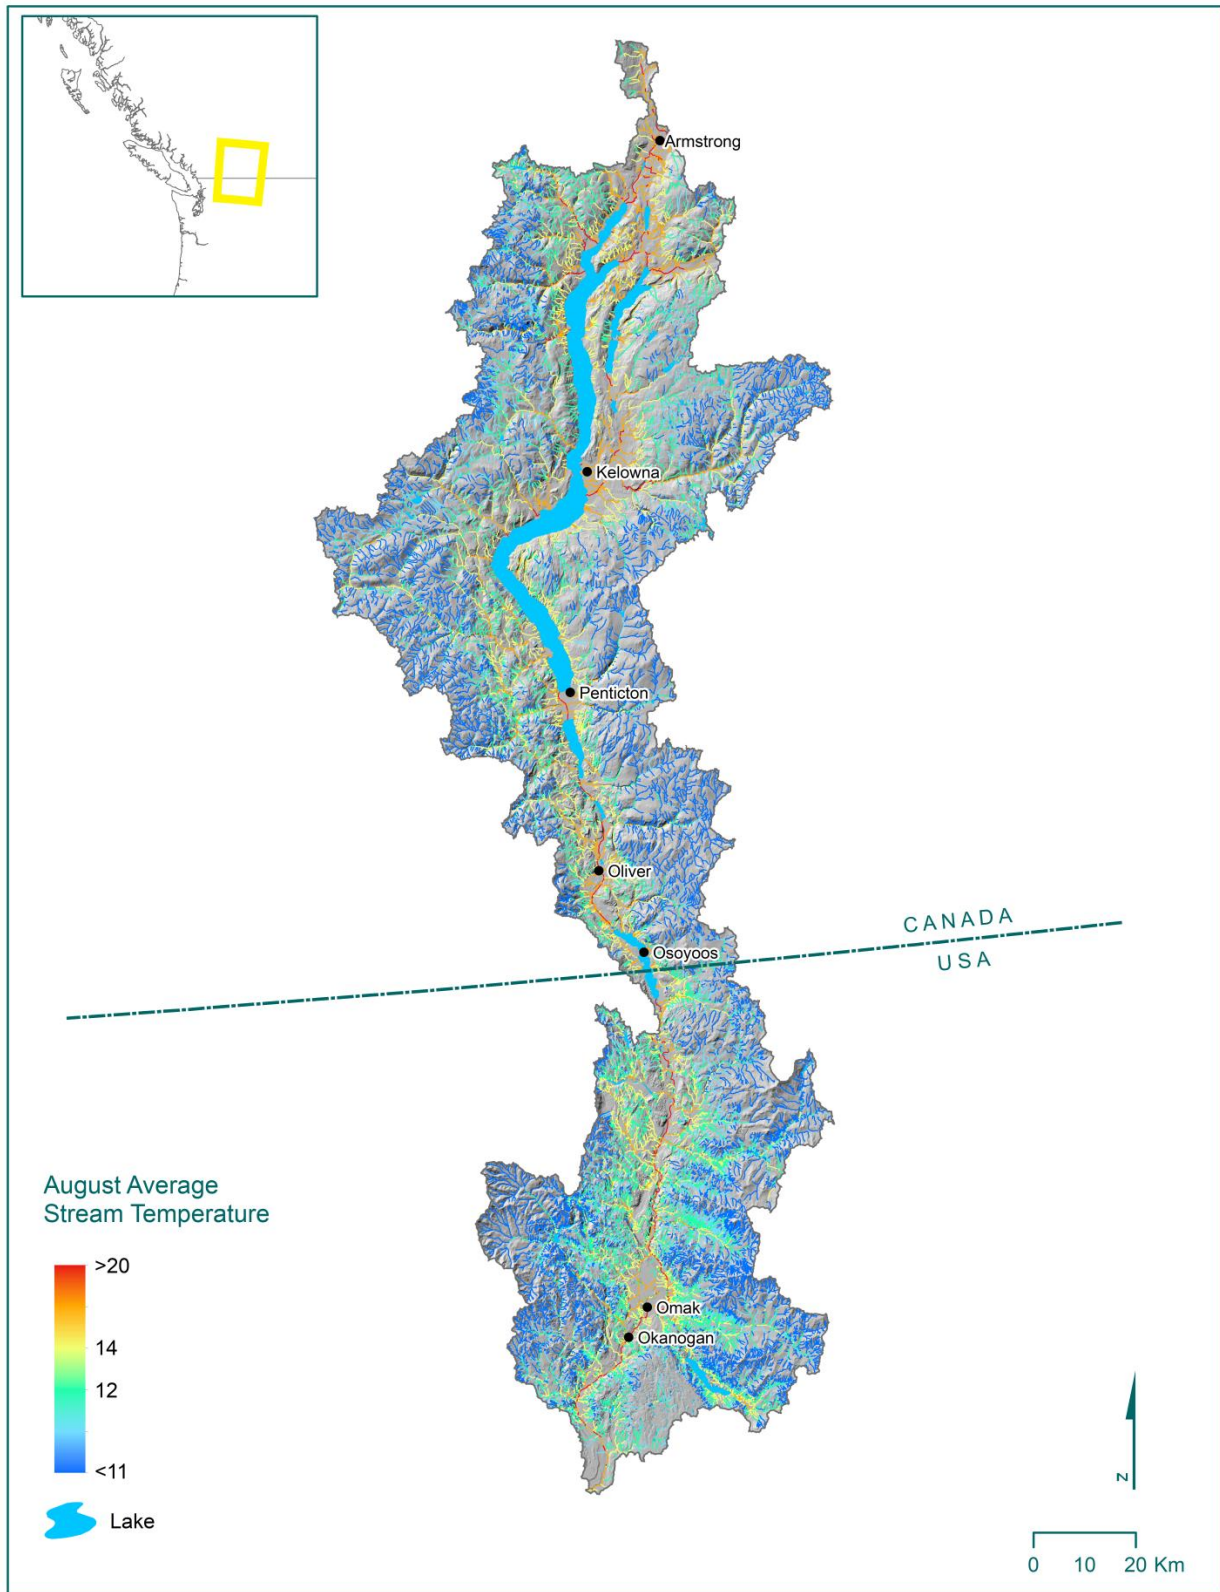 Armstrong
Kelowna
Penticton
Oliver
CANADA
Osoyoos
USA
August Average
Stream Temperature
>20
14
12
<11
Lake
Omak
Okanogan
N
0 10 20 Km